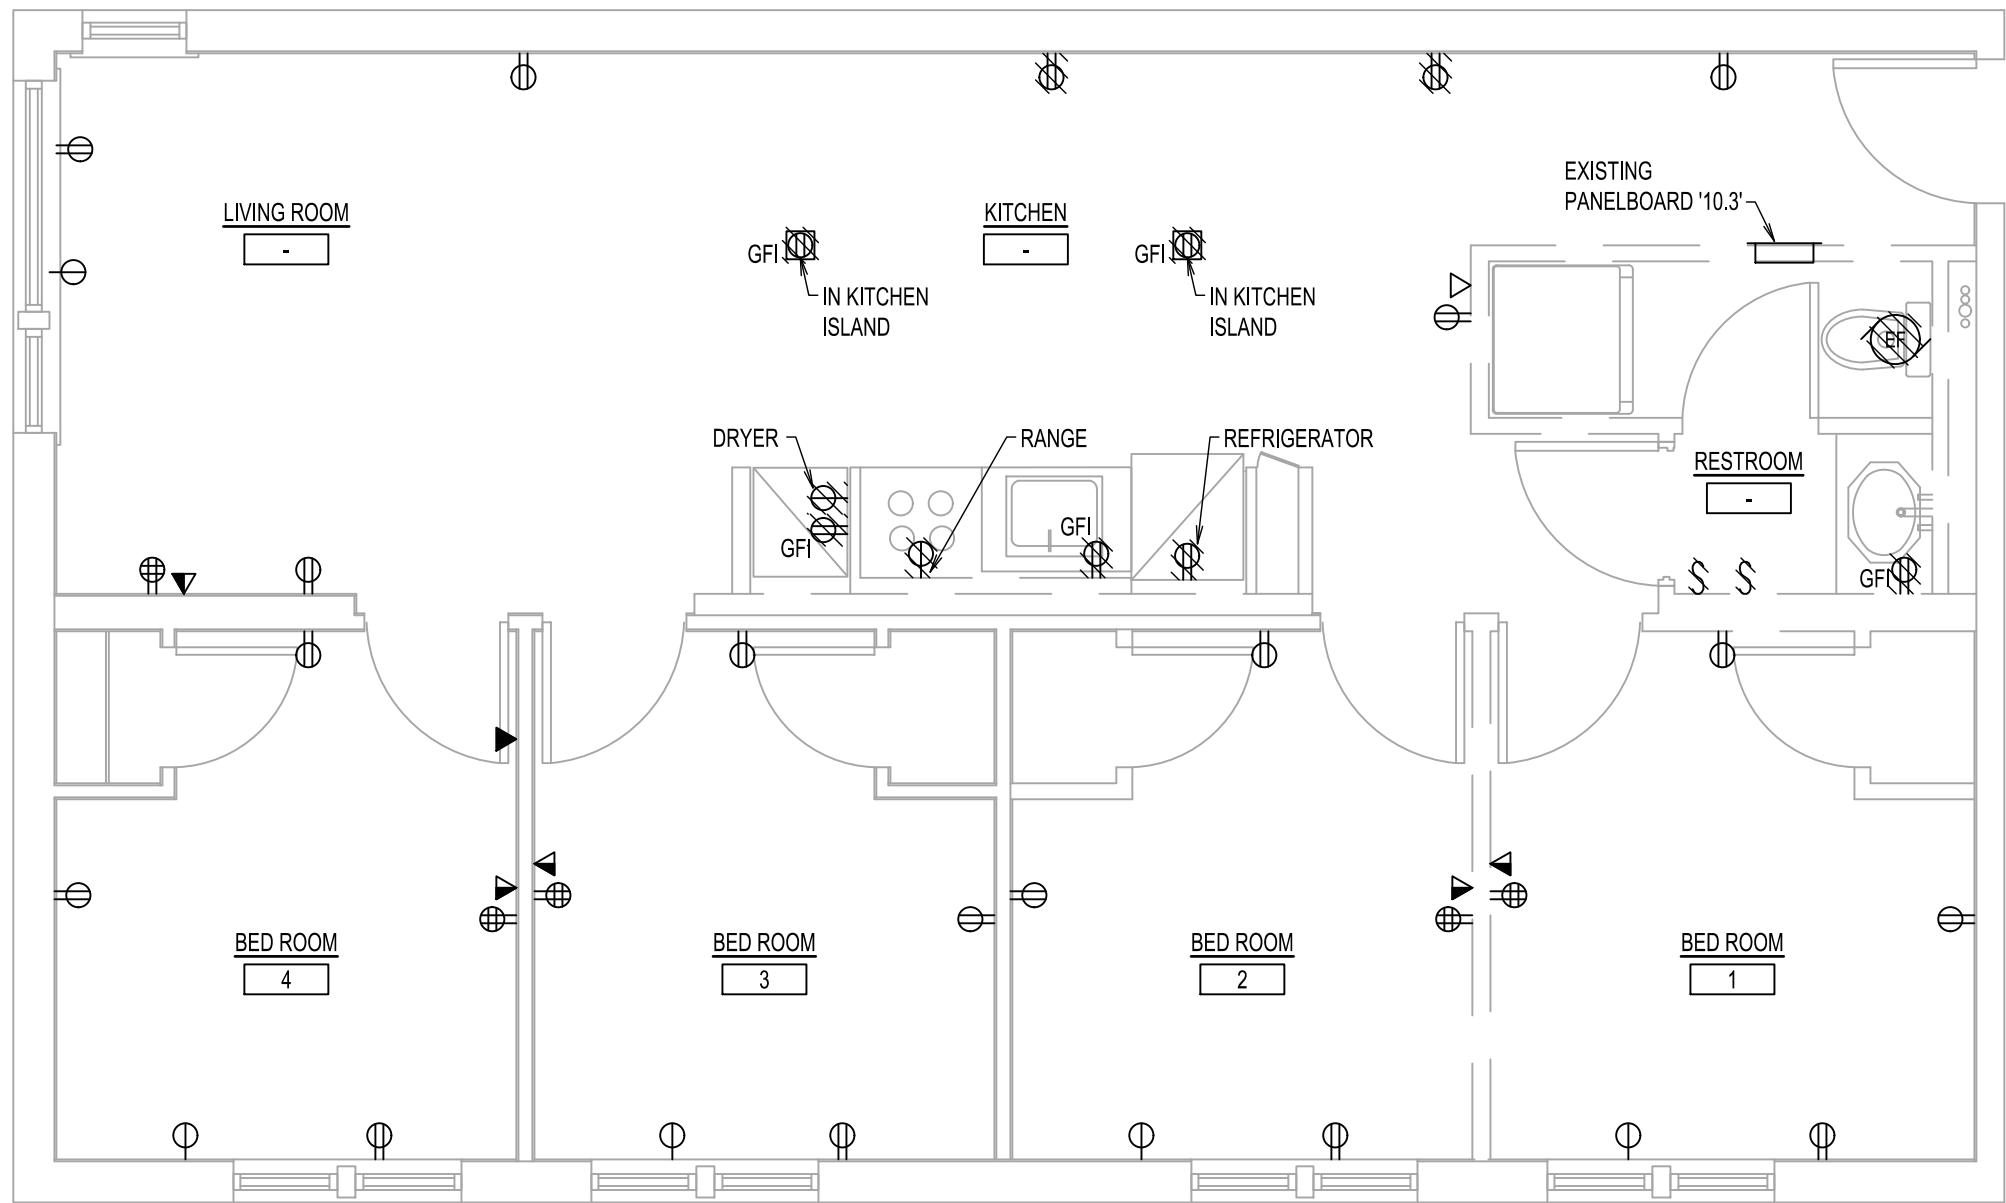 EXISTING
PANELBOARD '10.3'
LIVING ROOM
-
KITCHEN
-
GFI
IN KITCHEN
ISLAND
GFI
IN KITCHEN
ISLAND
EF
DRYER
RANGE
REFRIGERATOR
RESTROOM
-
GFI
GFI
GFI
S S
BED ROOM
4
BED ROOM
3
BED ROOM
2
BED ROOM
1